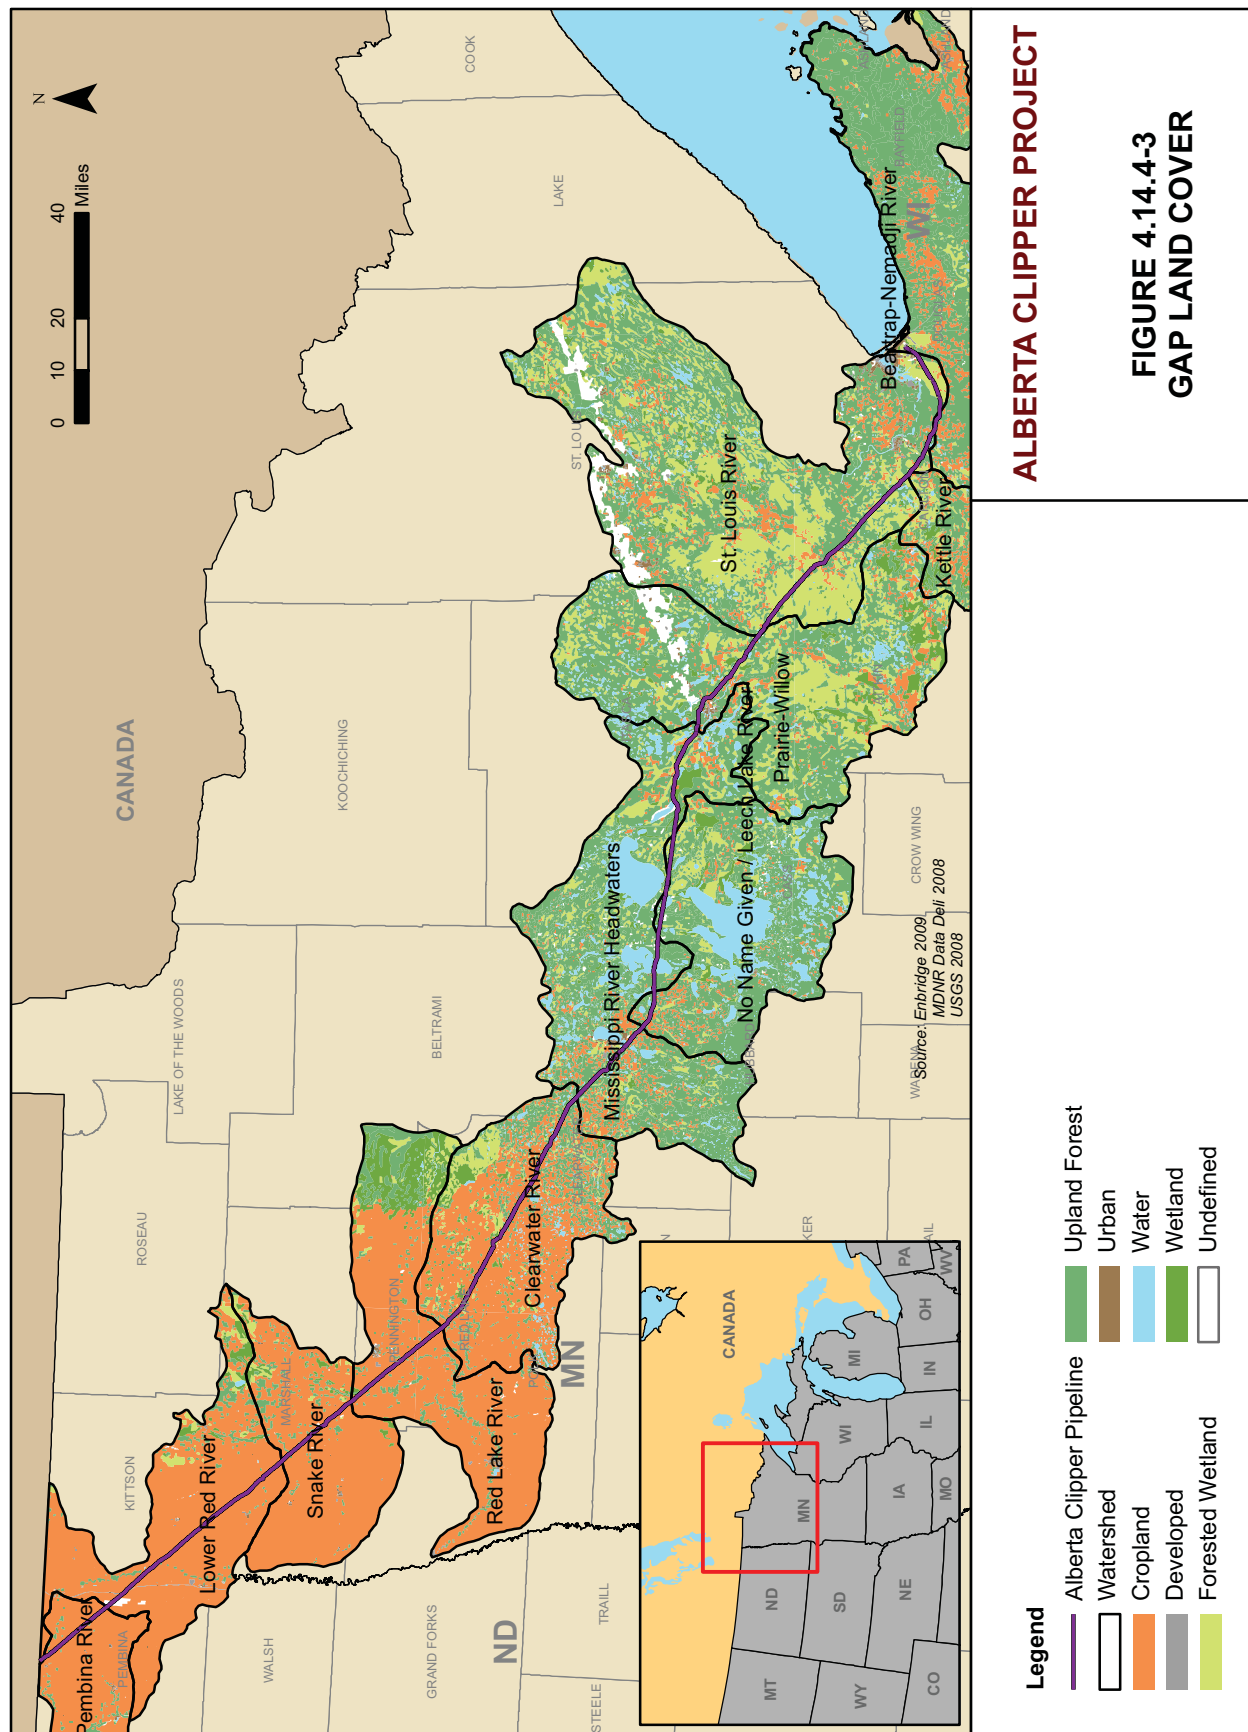 N
0 10 20 40
Miles
CANADA
COOK
LAKE
KOOCHICHING
LAKE OF THE WOODS
BELTRAMI
ROSEAU
KITTSON
MARSHALL
PENNINGTON
RED LAKE
POLK
MN
ND
PEMBINA
WALSH
GRAND FORKS
TRAILL
STEELE
CROW WING
WADENA
WI
BAYFIELD
DOUGLAS
ASHLAND
Pembina River
Lower Red River
Snake River
Red Lake River
Clearwater River
Mississippi River Headwaters
No Name Given / Leech Lake River
Prairie-Willow
St. Louis River
Kettle River
Beartrap-Nemadji River
Source: Enbridge 2009.
MDNR Data Deli 2008
USGS 2008
CANADA
MT
ND
MN
WI
MI
SD
WY
NE
IA
IL
IN
OH
PA
WV
CO
MO
Legend
Alberta Clipper Pipeline
Watershed
Cropland
Developed
Forested Wetland
Upland Forest
Urban
Water
Wetland
Undefined
ALBERTA CLIPPER PROJECT
FIGURE 4.14.4-3
GAP LAND COVER